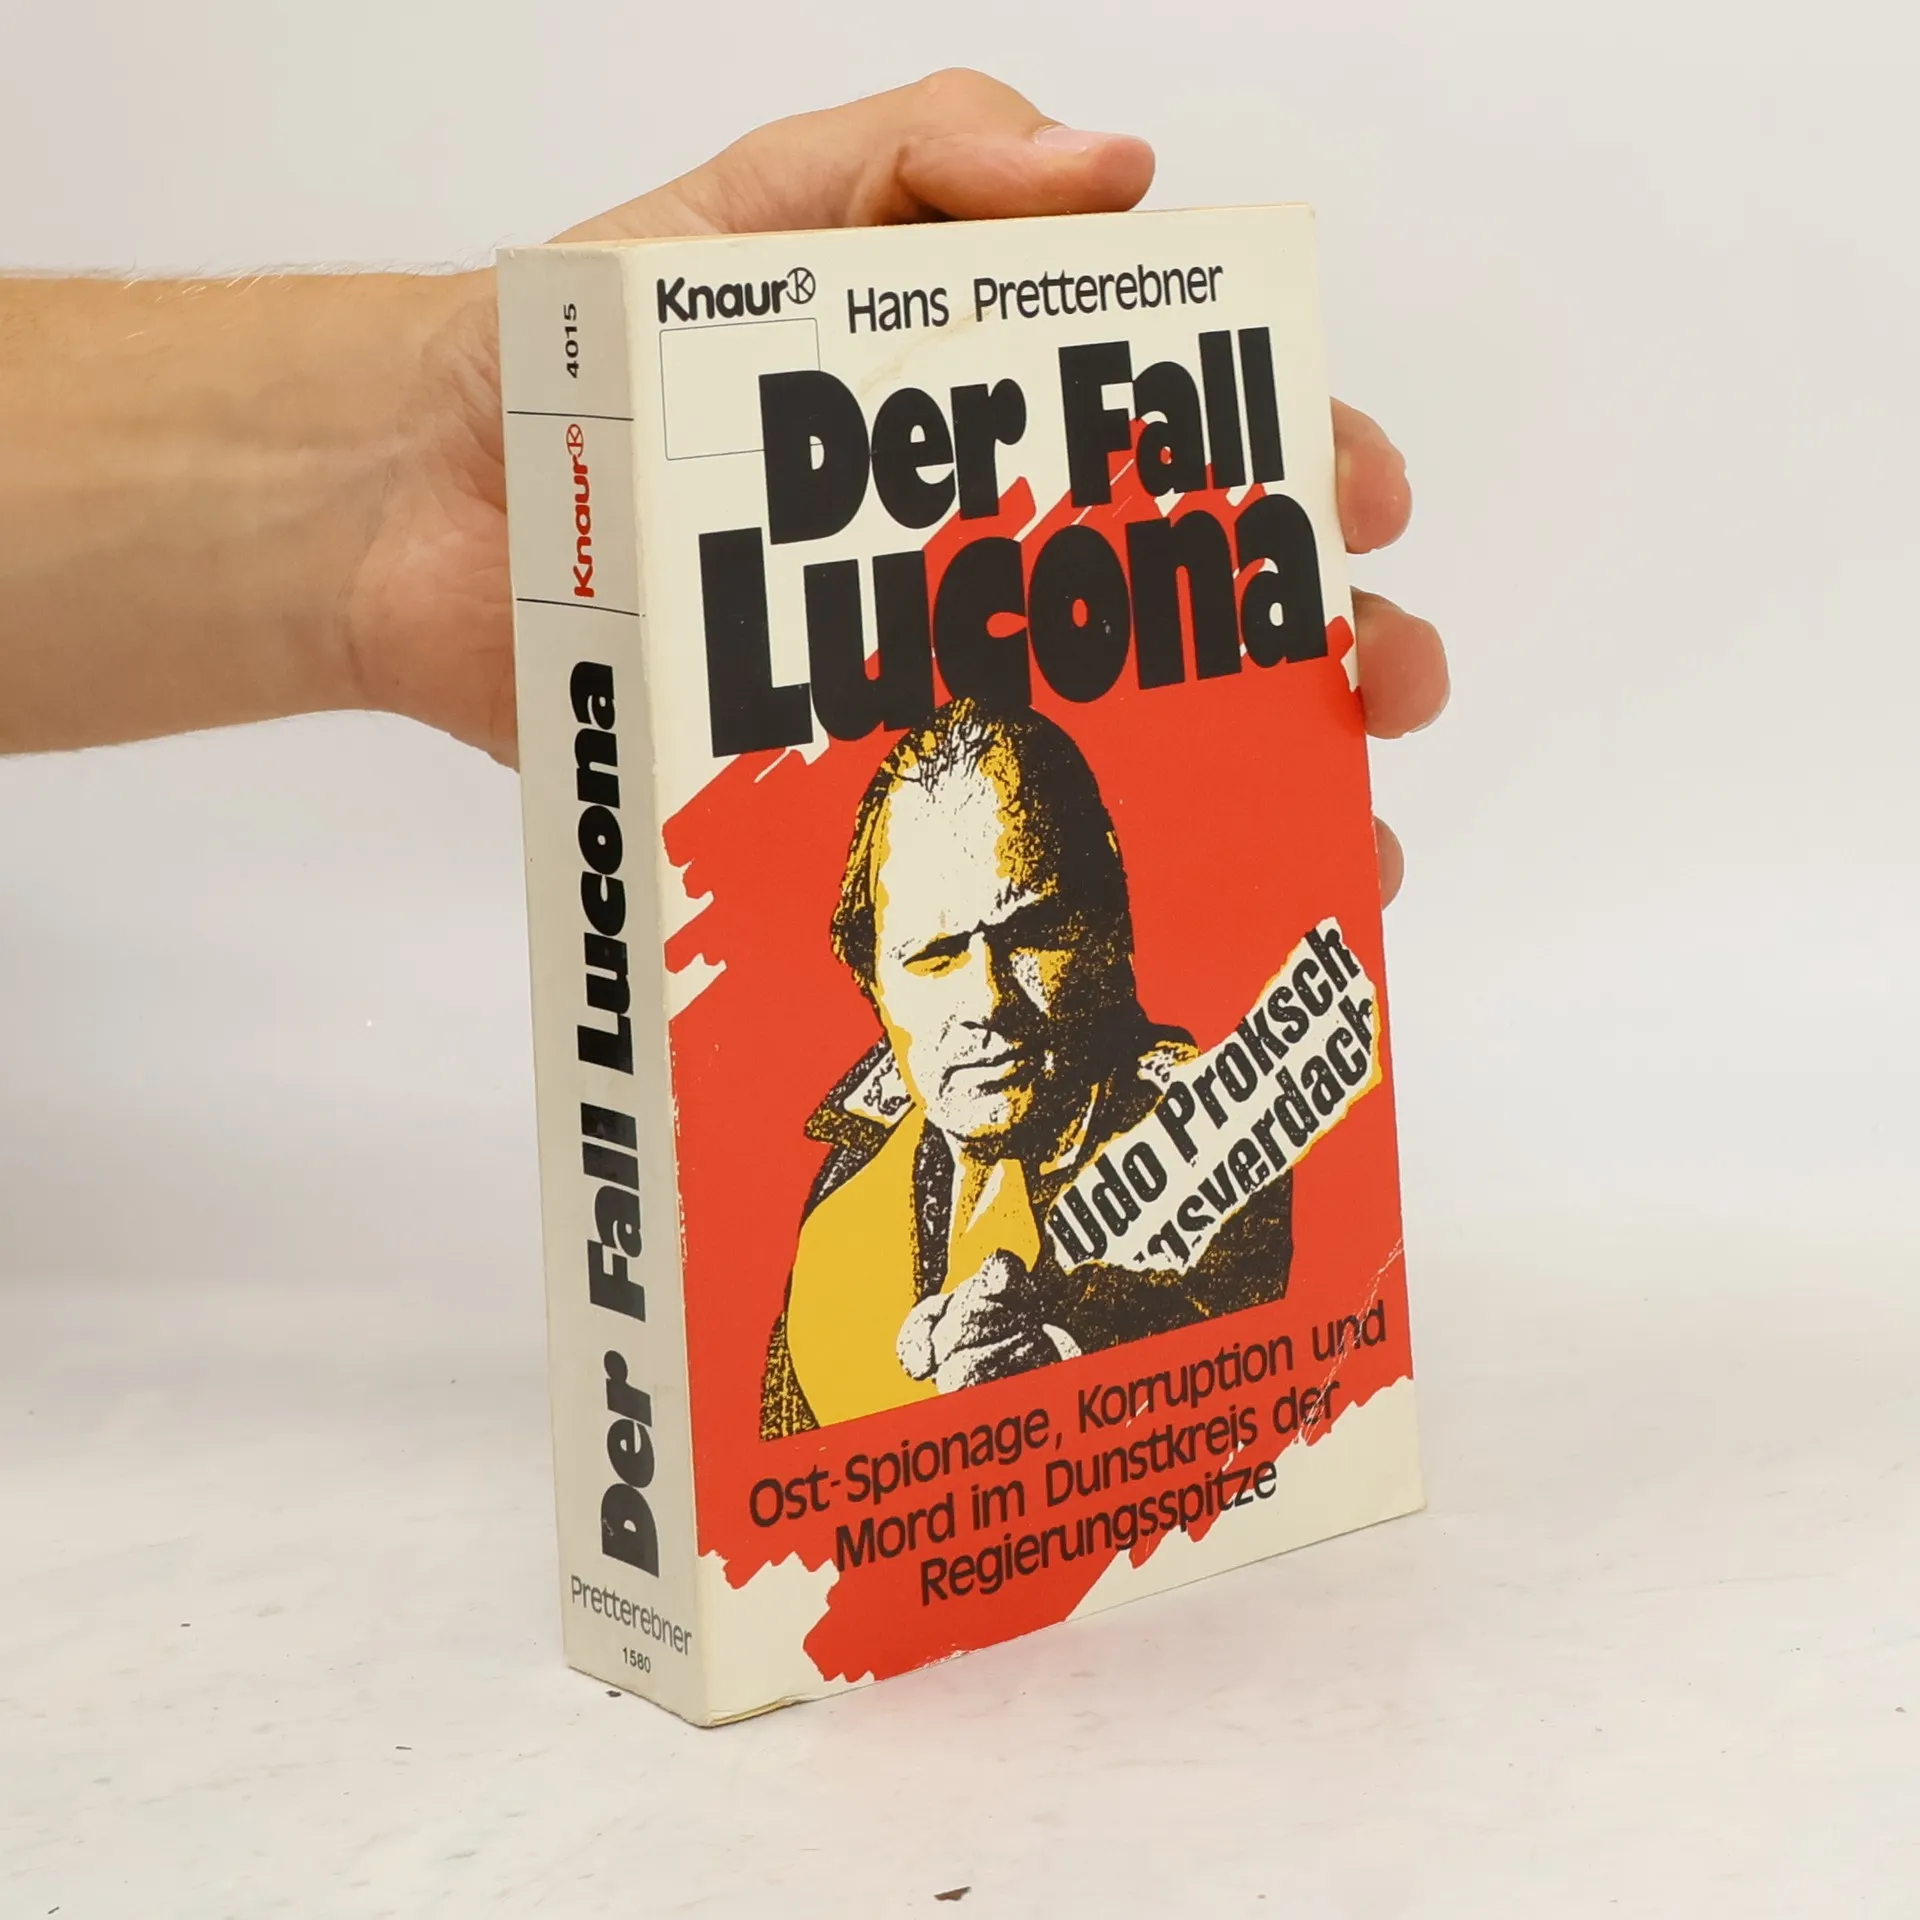 4015
Knaur
Der Fall Lucona
Pretterebner
1580
Knaur
Hans Pretterebner
Der Fall
Lucona
Udo Proksch
gsverdach
Ost-Spionage, Korruption und
Mord im Dunstkreis der
Regierungsspitze